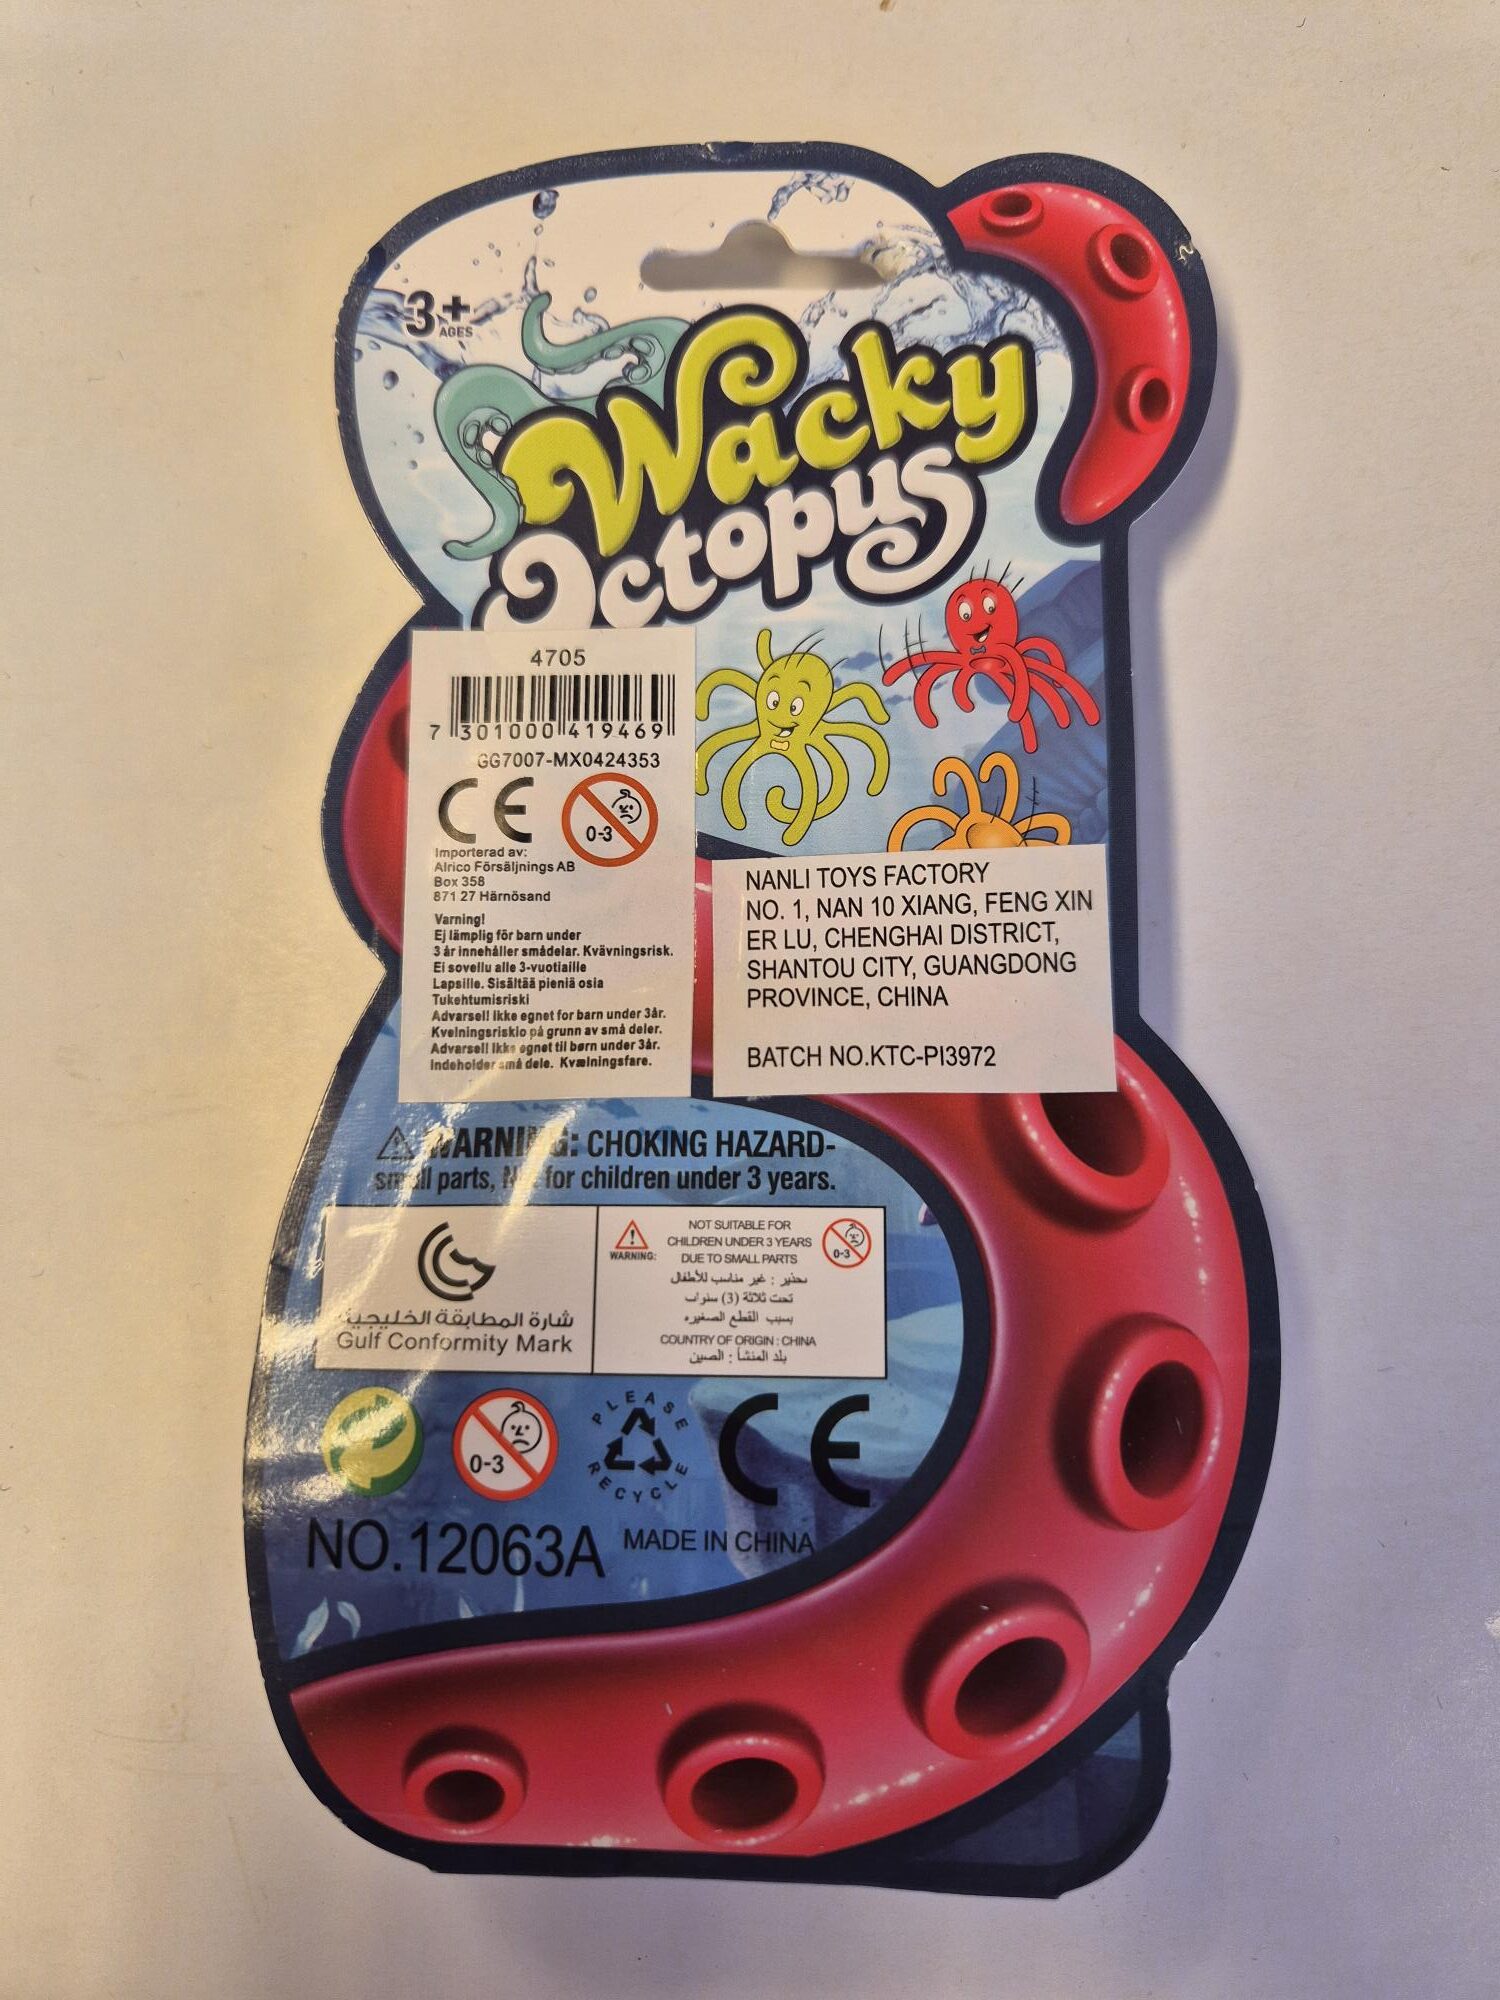 3+
AGES
Wacky
Octopus
4705
7 301000 419469
GG7007-MX0424353
CE
0-3
Importerad av:
Alrico Försäljnings AB
Box 358
871 27 Härnösand
Varning!
Ej lämplig för barn under
3 år innehåller smådelar. Kvävningsrisk.
Ei sovellu alle 3-vuotiaille
Lapsille. Sisältää pieniä osia
Tukehtumisriski
Advarsel! Ikke egnet for barn under 3år.
Kvelningsriskio på grunn av små deler.
Advarsel! Ikke egnet til børn under 3år.
Indeholder små dele. Kvælningsfare.
NANLI TOYS FACTORY
NO. 1, NAN 10 XIANG, FENG XIN
ER LU, CHENGHAI DISTRICT,
SHANTOU CITY, GUANGDONG
PROVINCE, CHINA
BATCH NO.KTC-PI3972
WARNING: CHOKING HAZARD-
small parts, Not for children under 3 years.
شارة المطابقة الخليجية
Gulf Conformity Mark
WARNING:
NOT SUITABLE FOR
CHILDREN UNDER 3 YEARS
DUE TO SMALL PARTS
0-3
تحذير : غير مناسب للأطفال
تحت ثلاثة (3) سنوات
بسبب القطع الصغيره
COUNTRY OF ORIGIN : CHINA
بلد المنشأ : الصين
0-3
PLEASE
RECYCLE
CE
NO.12063A
MADE IN CHINA